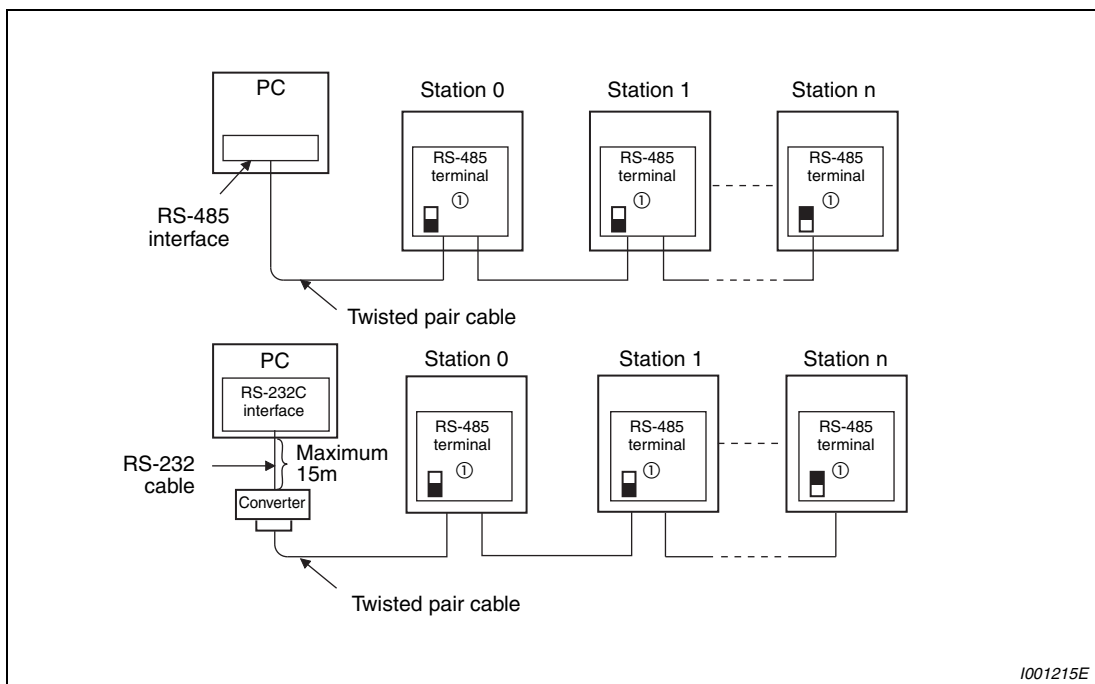 PC
Station 0
Station 1
Station n
RS-485
terminal
①
RS-485
terminal
①
RS-485
terminal
①
RS-485
interface
Twisted pair cable
PC
Station 0
Station 1
Station n
RS-232C
interface
RS-485
terminal
①
RS-485
terminal
①
RS-485
terminal
①
RS-232
cable
Maximum
15m
Converter
Twisted pair cable
I001215E